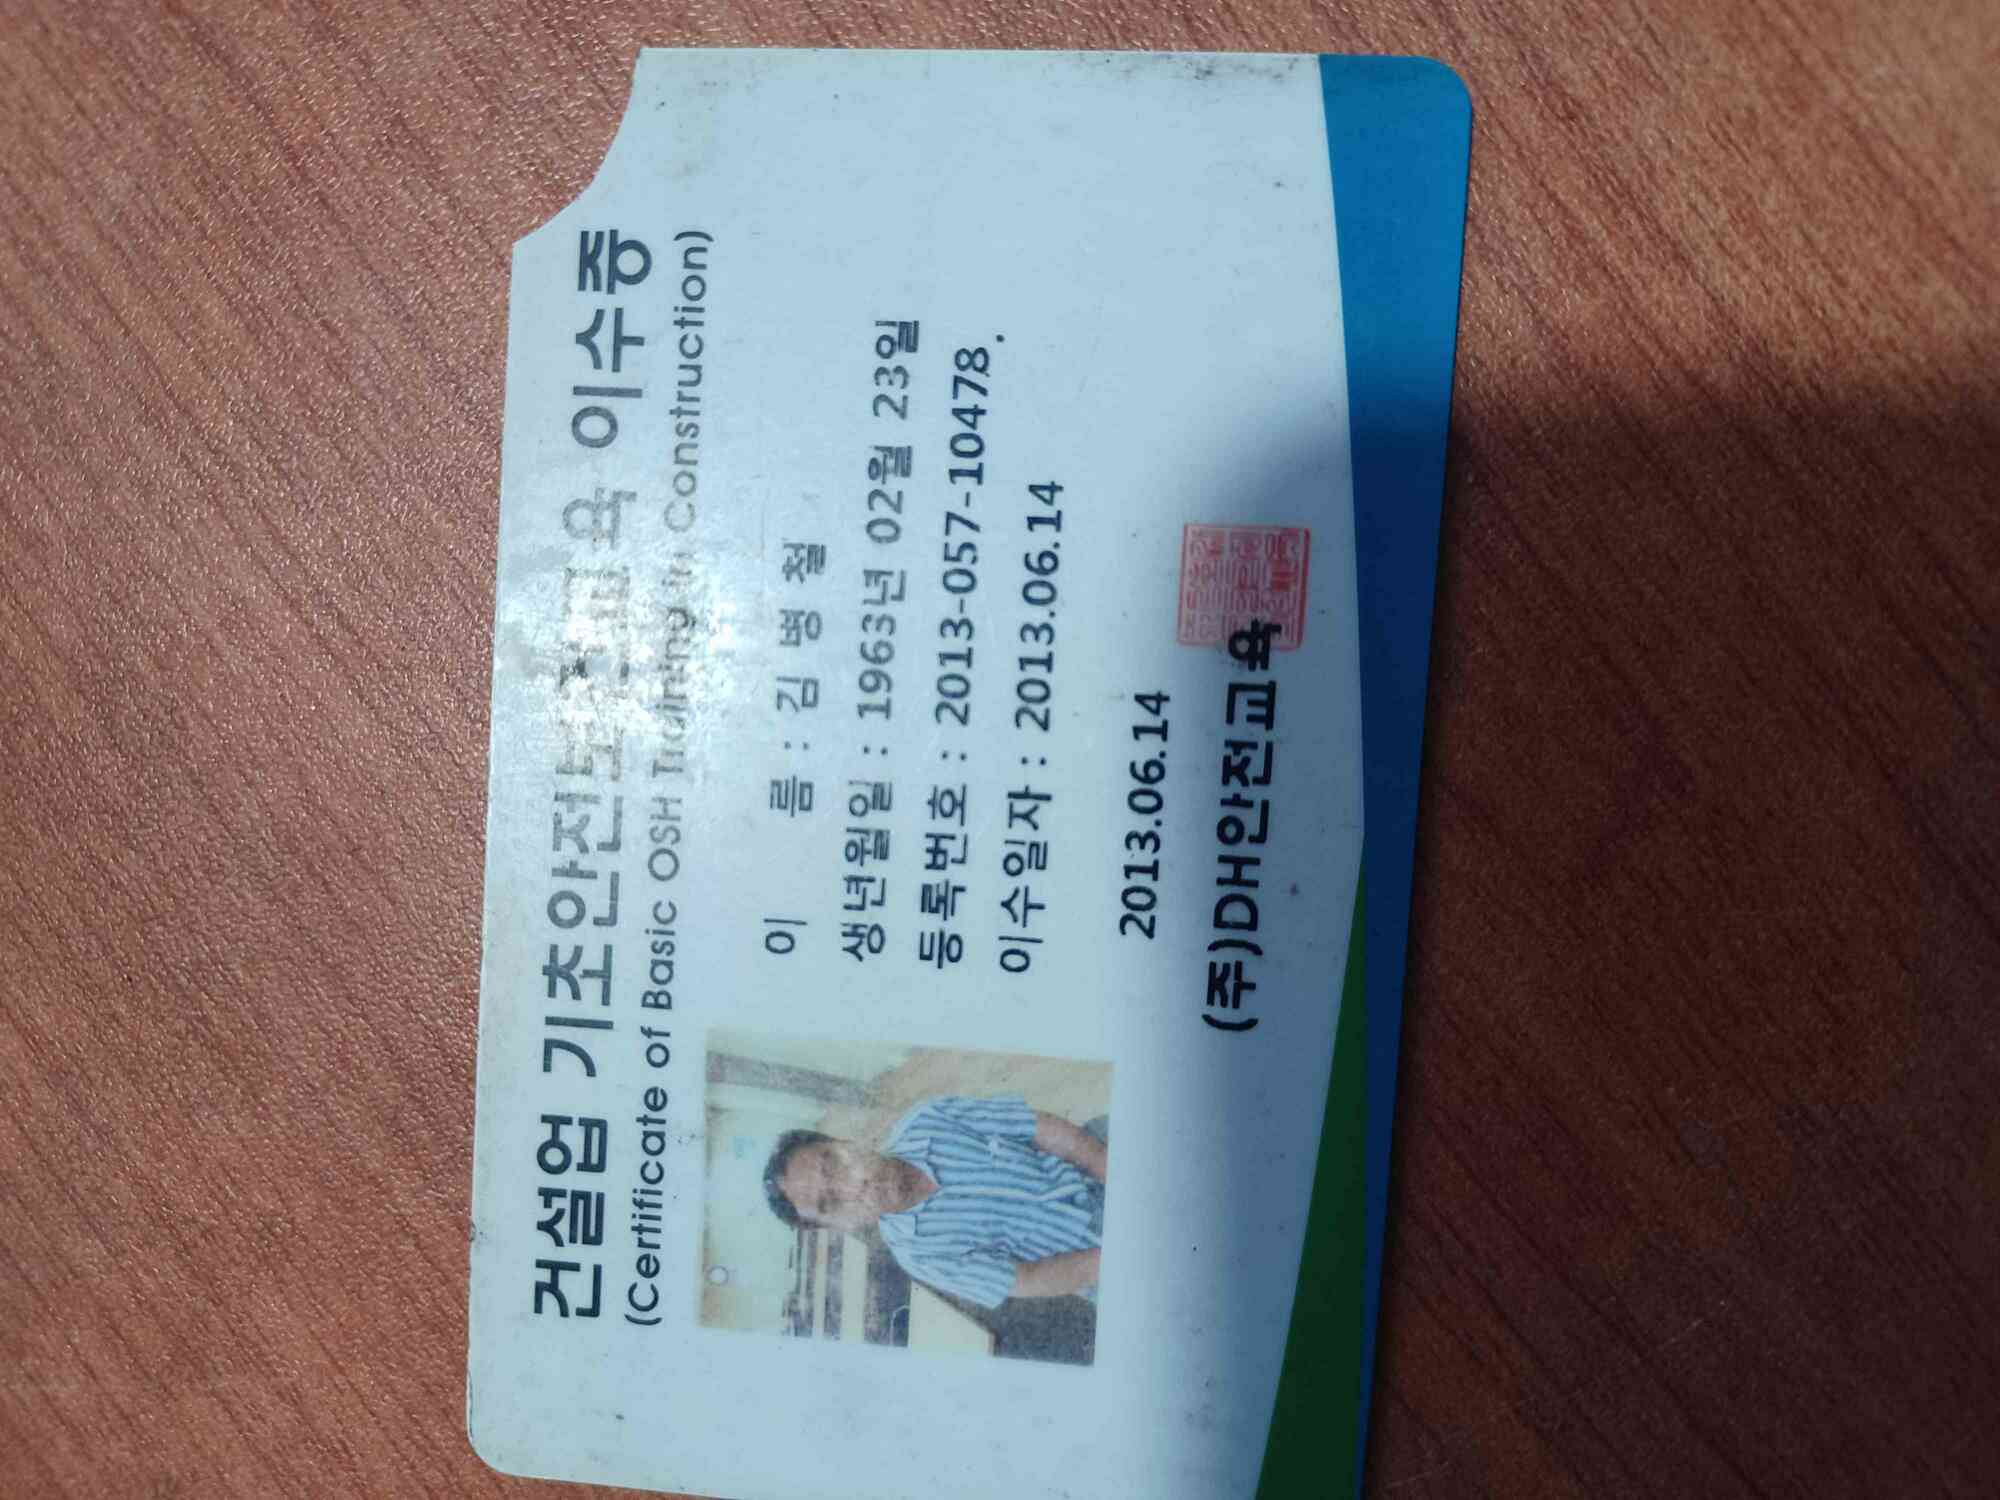 건설업 기초안전보건교육 이수증
(Certificate of Basic OSH Training in Construction)
이 름 : 김 병 철
생년월일 : 1963년 02월 23일
등록번호 : 2013-057-10478.
이수일자 : 2013.06.14
2013.06.14
(주)DH안전교육